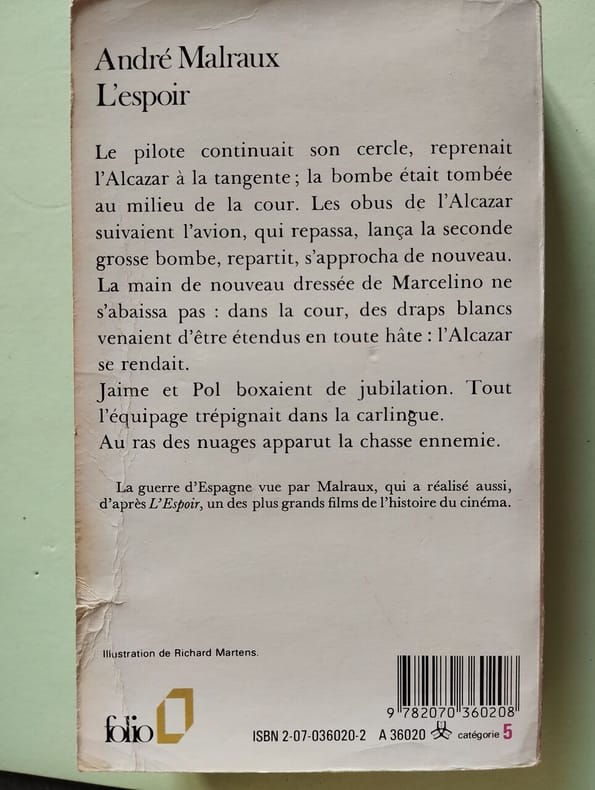 André Malraux
L'espoir
Le pilote continuait son cercle, reprenait
l'Alcazar à la tangente ; la bombe était tombée
au milieu de la cour. Les obus de l'Alcazar
suivaient l'avion, qui repassa, lança la seconde
grosse bombe, repartit, s'approcha de nouveau.
La main de nouveau dressée de Marcelino ne
s'abaissa pas : dans la cour, des draps blancs
venaient d'être étendus en toute hâte : l'Alcazar
se rendait.
Jaime et Pol boxaient de jubilation. Tout
l'équipage trépignait dans la carlingue.
Au ras des nuages apparut la chasse ennemie.
La guerre d'Espagne vue par Malraux, qui a réalisé aussi,
d'après L'Espoir, un des plus grands films de l'histoire du cinéma.
Illustration de Richard Martens.
9 782070 360208
folio
ISBN 2-07-036020-2 A 36020 catégorie 5